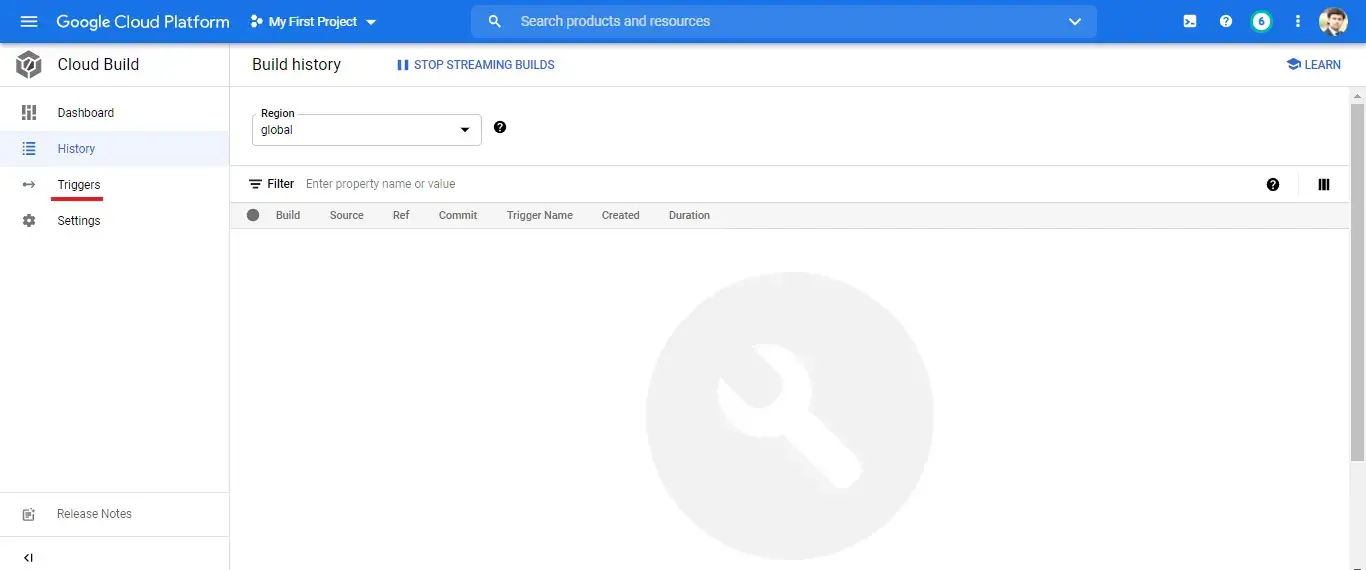 Google Cloud Platform My First Project Search products and resources 6
Cloud Build Build history STOP STREAMING BUILDS LEARN
Dashboard
History
Triggers
Settings
Release Notes
Region
global
Filter Enter property name or value
Build Source Ref Commit Trigger Name Created Duration